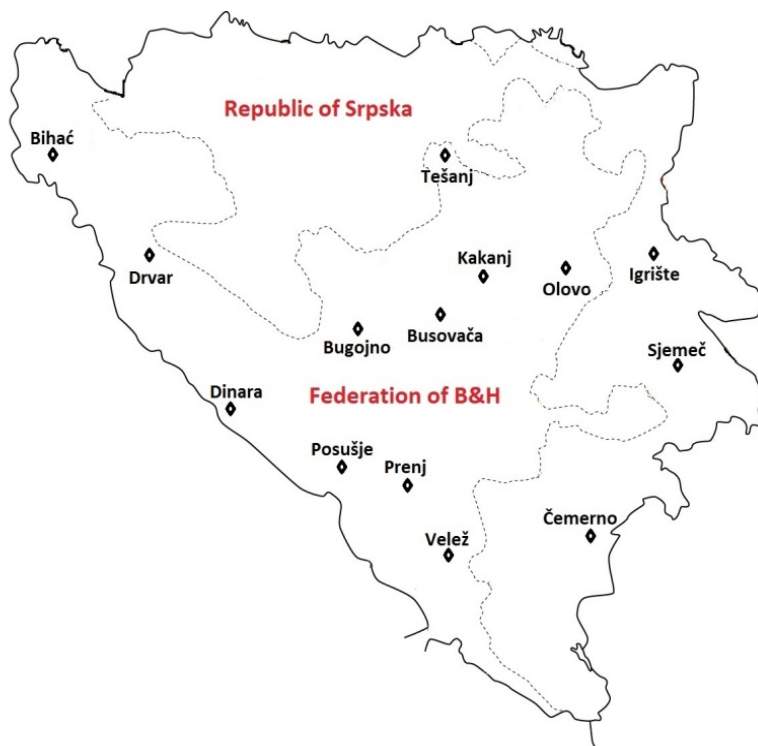 Republic of Srpska
Bihać
Tešanj
Drvar
Kakanj
Olovo
Igrište
Bugojno
Busovača
Sjemeč
Dinara
Federation of B&H
Posušje
Prenj
Čemerno
Velež